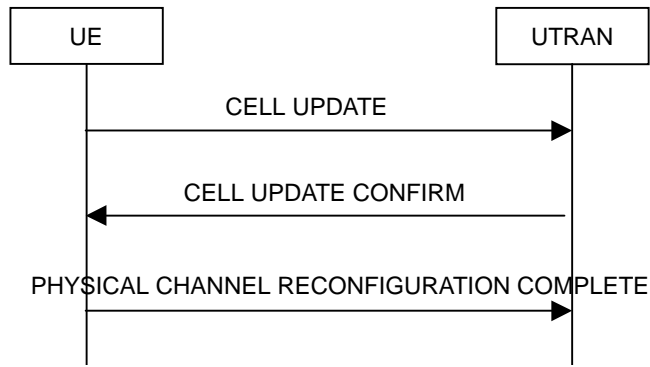 UE
UTRAN
CELL UPDATE
CELL UPDATE CONFIRM
PHYSICAL CHANNEL RECONFIGURATION COMPLETE